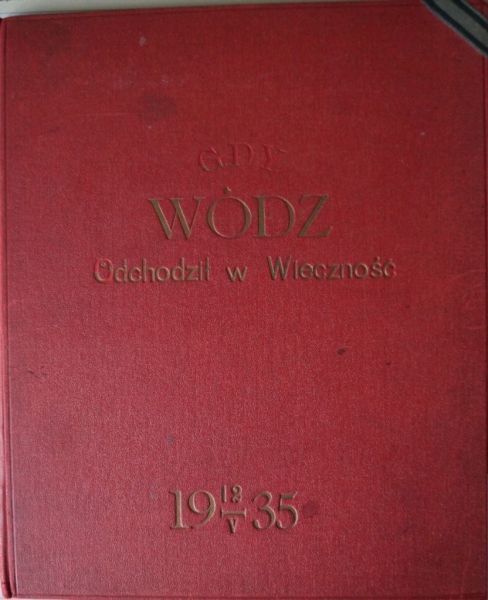 GDY
WÓDZ
Odchodził w Wieczność
19 12/V 35